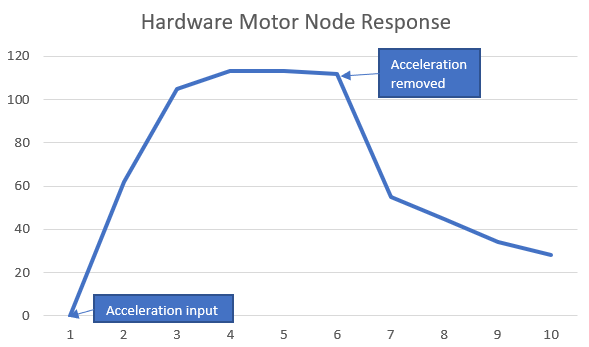 Hardware Motor Node Response
120
Acceleration
removed
100
80
60
40
20
Acceleration input
0
1 2 3 4 5 6 7 8 9 10